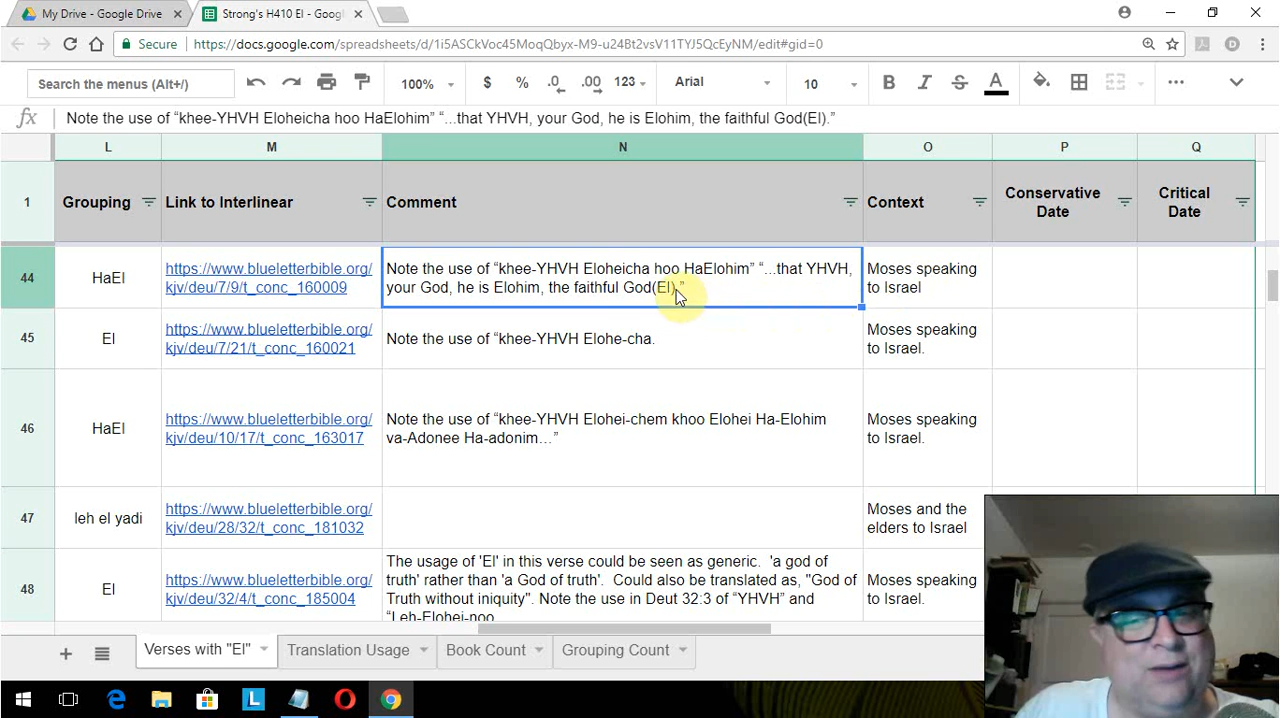 My Drive - Google Drive
Strong's H410 El - Goog
Secure
https://docs.google.com/spreadsheets/d/1i5ASCkVoc45MoqQbyx-M9-u24Bt2vsV11TYJ5QcEyNM/edit#gid=0
Search the menus (Alt+/)
100%
$ % .0 .00 123
Arial
10
B I S A
fx Note the use of “khee-YHVH Eloheicha hoo HaElohim” “...that YHVH, your God, he is Elohim, the faithful God(El).”
L M N O P Q
1 Grouping Link to Interlinear Comment Context Conservative Date Critical Date
44 HaEl
https://www.blueletterbible.org/
kjv/deu/7/9/t_conc_160009
Note the use of “khee-YHVH Eloheicha hoo HaElohim” “...that YHVH,
your God, he is Elohim, the faithful God(El).”
Moses speaking
to Israel
45 El
https://www.blueletterbible.org/
kjv/deu/7/21/t_conc_160021
Note the use of “khee-YHVH Elohe-cha.
Moses speaking
to Israel.
46 HaEl
https://www.blueletterbible.org/
kjv/deu/10/17/t_conc_163017
Note the use of “khee-YHVH Elohei-chem khoo Elohei Ha-Elohim
va-Adonee Ha-adonim…”
Moses speaking
to Israel.
47 leh el yadi
https://www.blueletterbible.org/
kjv/deu/28/32/t_conc_181032
Moses and the
elders to Israel
48 El
https://www.blueletterbible.org/
kjv/deu/32/4/t_conc_185004
The usage of 'El' in this verse could be seen as generic. 'a god of
truth' rather than 'a God of truth'. Could also be translated as, "God of
Truth without iniquity". Note the use in Deut 32:3 of “YHVH” and
“Leh-Elohei-noo
Moses speaking
to Israel.
Verses with "El"
Translation Usage
Book Count
Grouping Count